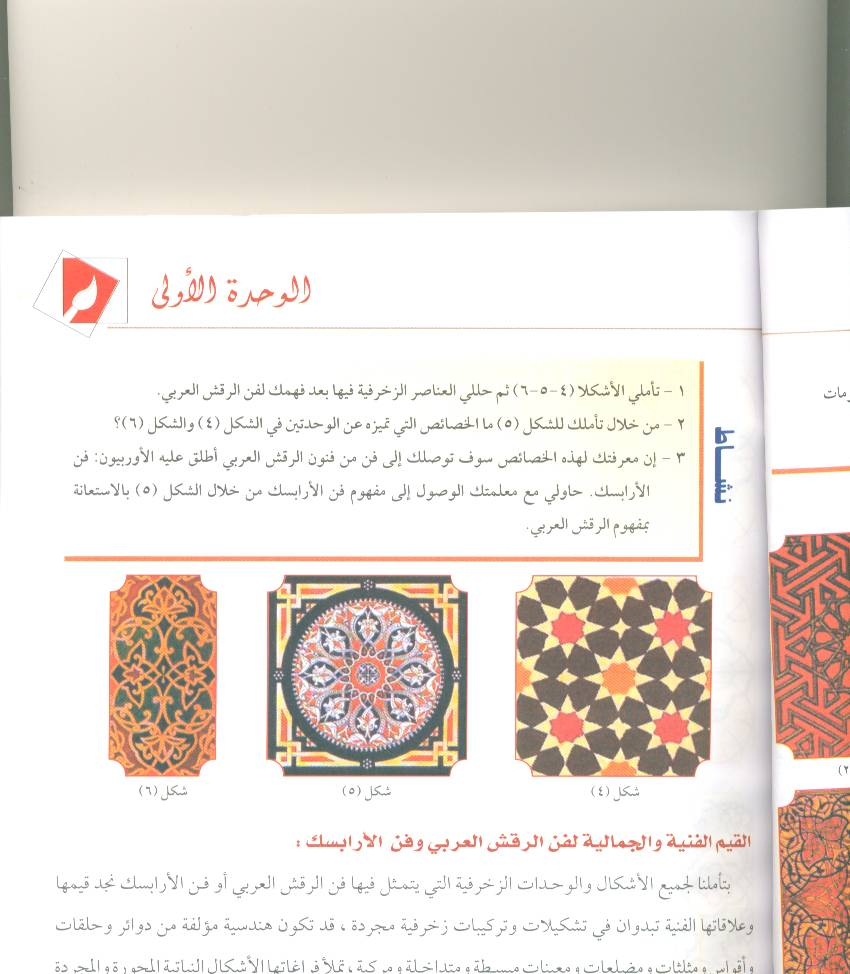 الوحدة الأولى
نشـــاط
١ - تأملي الأشكلا (٤-٥-٦) ثم حللي العناصر الزخرفية فيها بعد فهمك لفن الرقش العربي.
٢ - من خلال تأملك للشكل (٥) ما الخصائص التي تميزه عن الوحدتين في الشكل (٤) والشكل (٦)؟
٣ - إن معرفتك لهذه الخصائص سوف توصلك إلى فن من فنون الرقش العربي أطلق عليه الأوربيون: فن
الأرابسك. حاولي مع معلمتك الوصول إلى مفهوم فن الأرابسك من خلال الشكل (٥) بالاستعانة
بمفهوم الرقش العربي.
شكل (٤)
شكل (٥)
شكل (٦)
القيم الفنية والجمالية لفن الرقش العربي وفن الأرابسك :
بتأملنا لجميع الأشكال والوحدات الزخرفية التي يتمثل فيها فن الرقش العربي أو فن الأرابسك نجد قيمها
وعلاقاتها الفنية تبدوان في تشكيلات وتركيبات زخرفية مجردة ، قد تكون هندسية مؤلفة من دوائر وحلقات
وأقواس ومثلثات ومضلعات ومعينات مبسطة ومتداخلة ومركبة ، تملأ فراغاتها الأشكال النباتية المحورة والمجردة